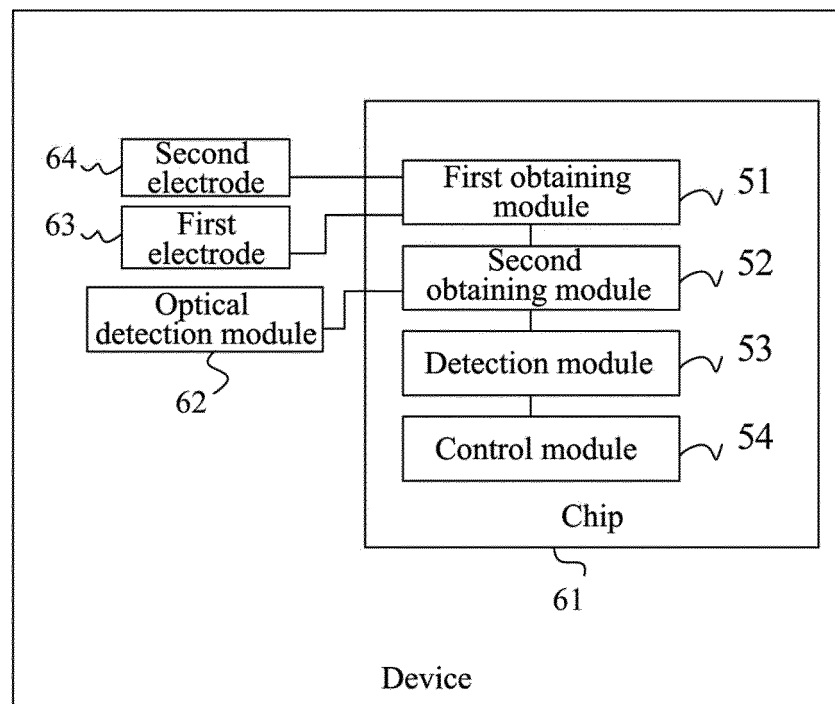 64
Second
electrode
63
First
electrode
Optical
detection module
62
First obtaining
module
51
Second
obtaining module
52
Detection module
53
Control module
54
Chip
61
Device